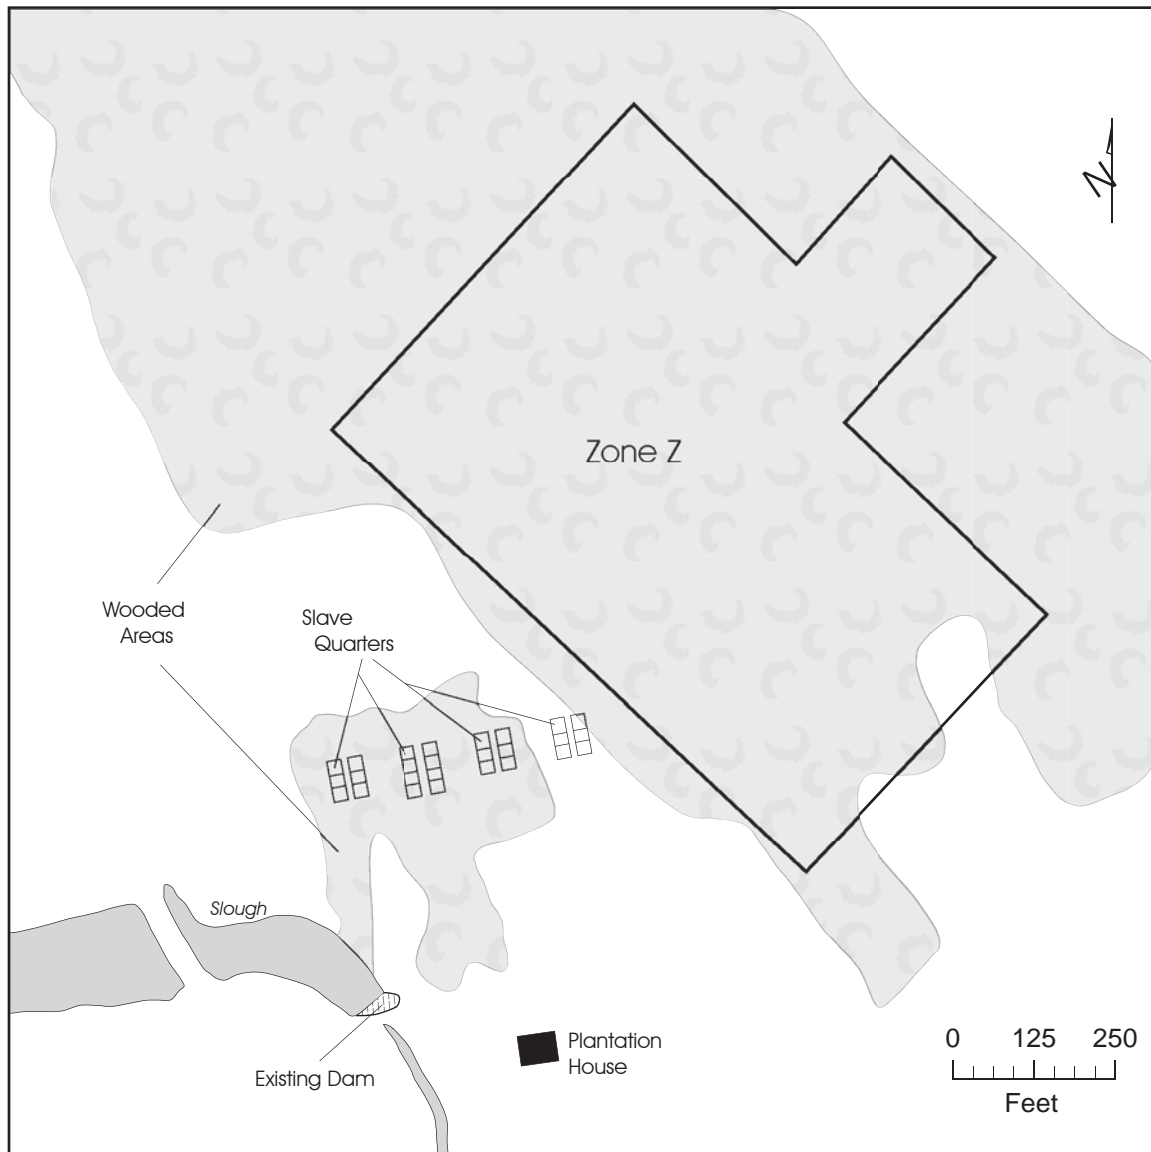 N
Zone Z
Wooded
Areas
Slave
Quarters
Slough
Existing Dam
Plantation
House
0 125 250
Feet